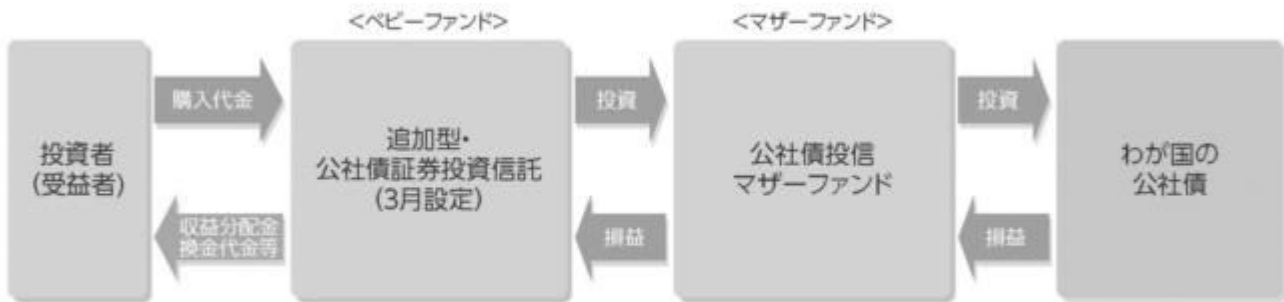 <ベビーファンド>
<マザーファンド>
投資者
(受益者)
購入代金
収益分配金
換金代金等
追加型・
公社債証券投資信託
(3月設定)
投資
損益
公社債投信
マザーファンド
投資
損益
わが国の
公社債